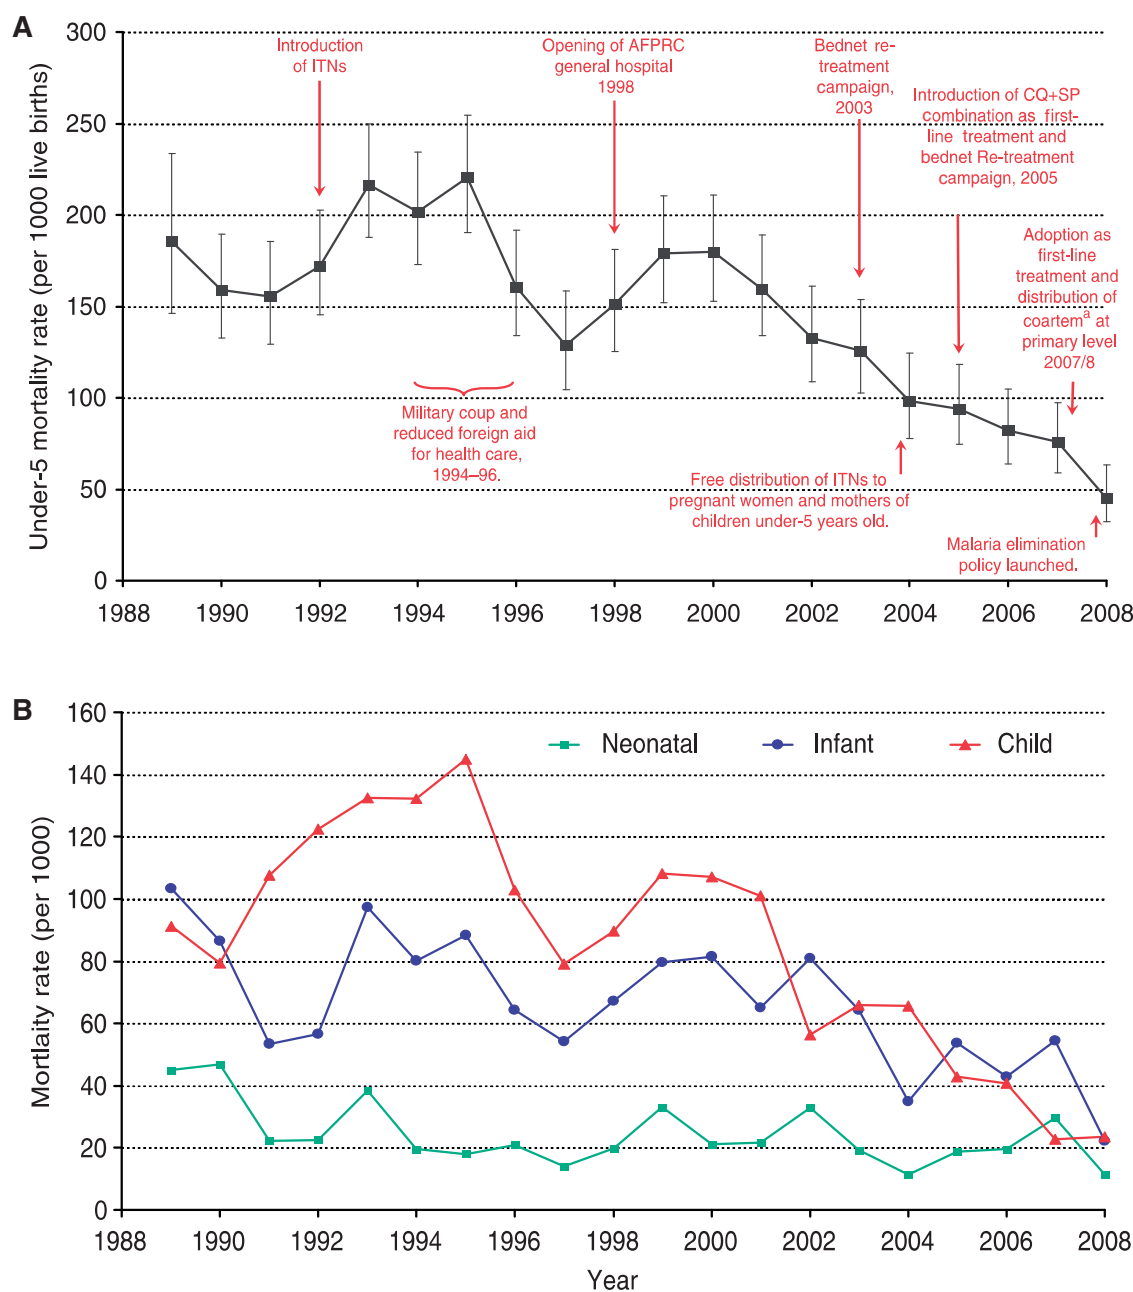 A
Under-5 mortality rate (per 1000 live births)
300
250
200
150
100
50
0
Introduction
of ITNs
Opening of AFPRC
general hospital
1998
Bednet re-
treatment
campaign,
2003
Introduction of CQ+SP
combination as first-
line treatment and
bednet Re-treatment
campaign, 2005
Adoption as
first-line
treatment and
distribution of
coartemª at
primary level
2007/8
Military coup and
reduced foreign aid
for health care,
1994–96.
Free distribution of ITNs to
pregnant women and mothers of
children under-5 years old.
Malaria elimination
policy launched.
1988 1990 1992 1994 1996 1998 2000 2002 2004 2006 2008
B
Mortlaity rate (per 1000)
160
140
120
100
80
60
40
20
0
Neonatal Infant Child
1988 1990 1992 1994 1996 1998 2000 2002 2004 2006 2008
Year